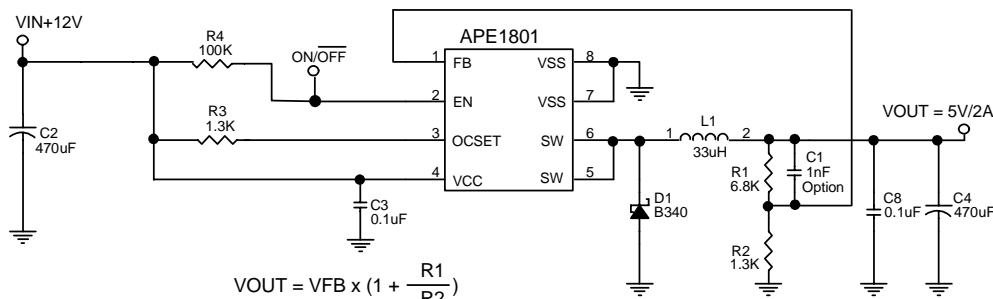 VIN+12V
R4
100K
ON/OFF
APE1801
1 FB VSS 8
2 EN VSS 7
R3
1.3K
3 OCSET SW 6
4 VCC SW 5
C2
470uF
C3
0.1uF
D1
B340
1 L1 2
33uH
VOUT = 5V/2A
R1
6.8K
C1
1nF
Option
R2
1.3K
C8
0.1uF
C4
470uF
VOUT = VFB x (1 + R1
R2 )